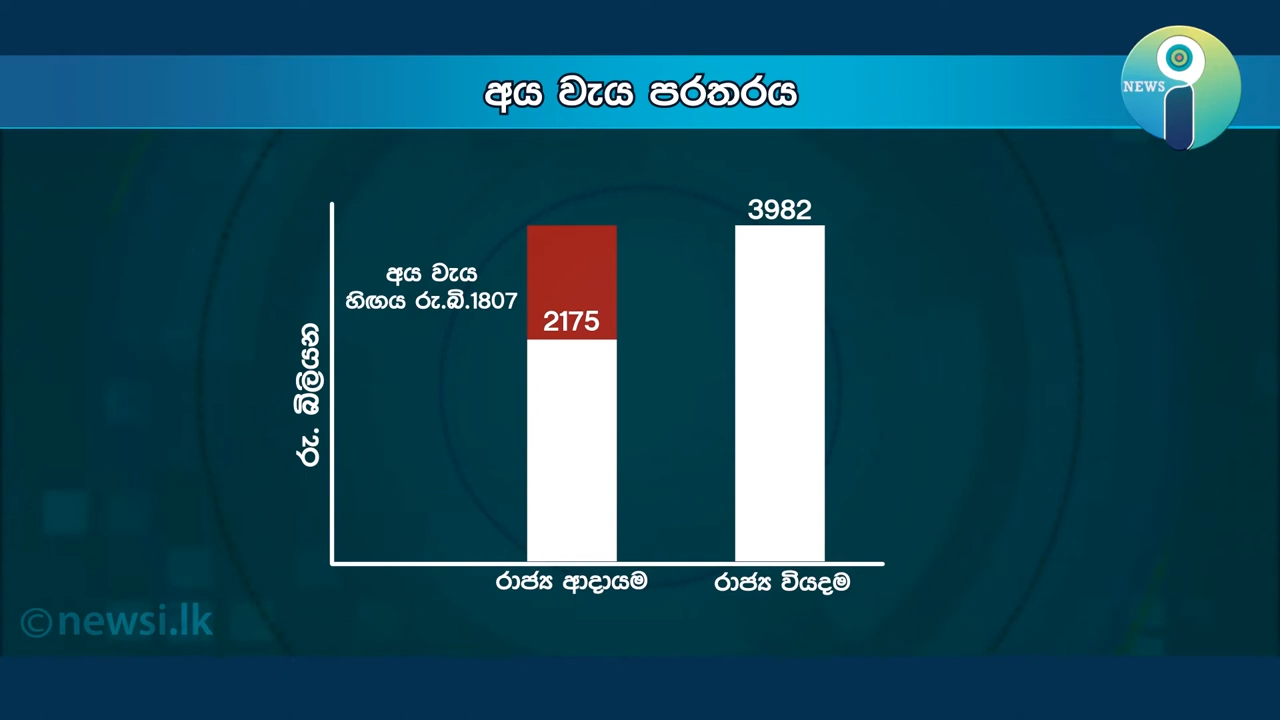 අය වැය පරතරය
NEWS
3982
අය වැය
හිඟය රු.බි.1807
2175
රු. බිලියන
රාජ්‍ය ආදායම
රාජ්‍ය වියදම
©newsi.lk